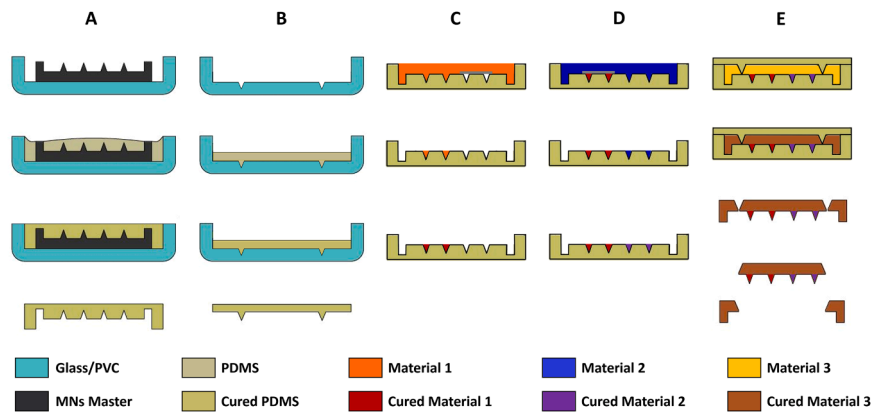 A B C D E
Glass/PVC PDMS Material 1 Material 2 Material 3
MNs Master Cured PDMS Cured Material 1 Cured Material 2 Cured Material 3